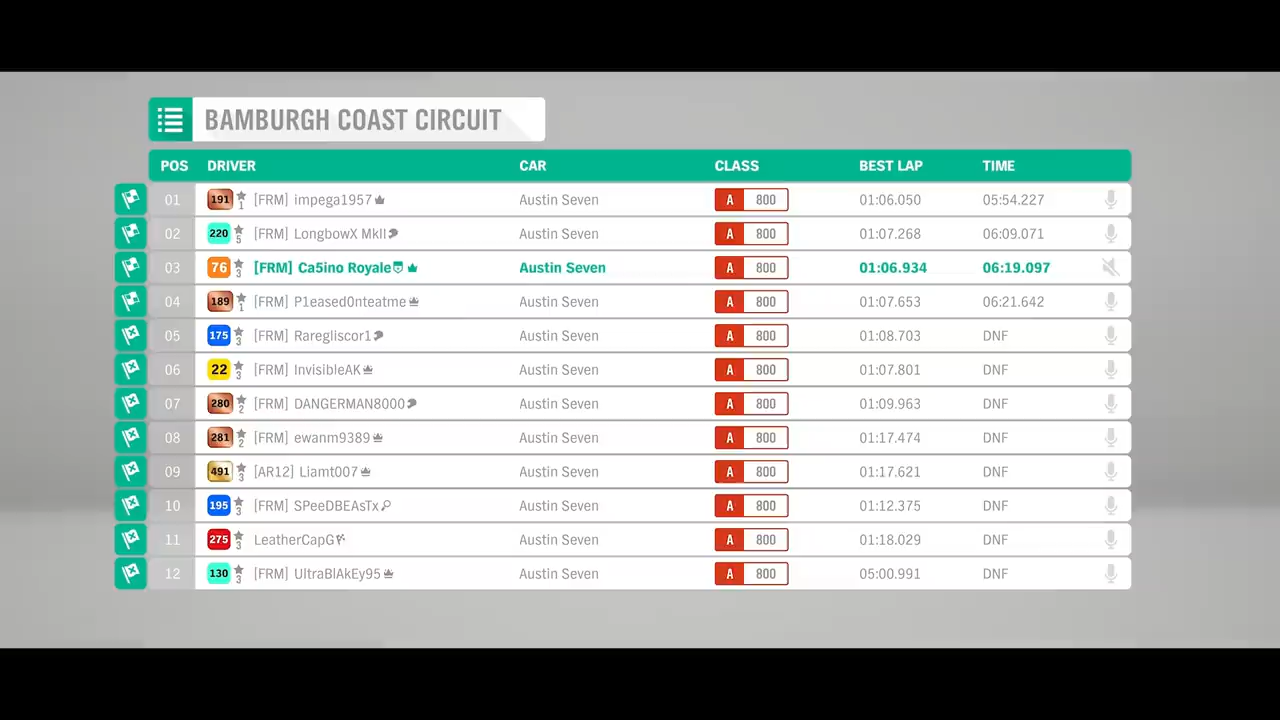 BAMBURGH COAST CIRCUIT
POS DRIVER CAR CLASS BEST LAP TIME
01 191 1 [FRM] impega1957 Austin Seven A 800 01:06.050 05:54.227
02 220 5 [FRM] LongbowX MkII Austin Seven A 800 01:07.268 06:09.071
03 76 3 [FRM] Ca5ino Royale Austin Seven A 800 01:06.934 06:19.097
04 189 1 [FRM] P1eased0nteatme Austin Seven A 800 01:07.653 06:21.642
05 175 3 [FRM] Raregliscor1 Austin Seven A 800 01:08.703 DNF
06 22 3 [FRM] InvisibleAK Austin Seven A 800 01:07.801 DNF
07 280 2 [FRM] DANGERMAN8000 Austin Seven A 800 01:09.963 DNF
08 281 2 [FRM] ewanm9389 Austin Seven A 800 01:17.474 DNF
09 491 3 [AR12] Liamt007 Austin Seven A 800 01:17.621 DNF
10 195 3 [FRM] SPeeDBEAsTx Austin Seven A 800 01:12.375 DNF
11 275 3 LeatherCapG Austin Seven A 800 01:18.029 DNF
12 130 3 [FRM] UltraBlAkEy95 Austin Seven A 800 05:00.991 DNF